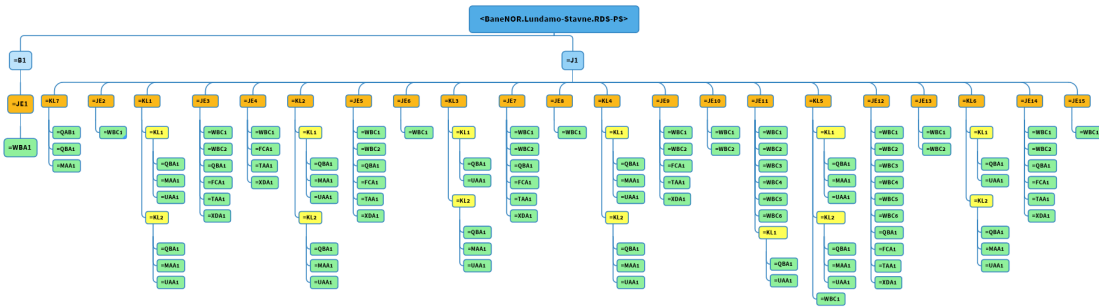 <BaneNOR.Lundamo-Stavne.RDS-PS>
=B1
=J1
=JE1
=WBA1
=KL7
=QAB1
=QBA1
=MAA1
=JE2
=WBC1
=KL1
=KL1
=QBA1
=MAA1
=UAA1
=KL2
=QBA1
=MAA1
=UAA1
=JE3
=WBC1
=WBC2
=QBA1
=FCA1
=TAA1
=XDA1
=JE4
=WBC1
=FCA1
=TAA1
=XDA1
=KL2
=KL1
=QBA1
=MAA1
=UAA1
=KL2
=QBA1
=MAA1
=UAA1
=JE5
=WBC1
=WBC2
=QBA1
=FCA1
=TAA1
=XDA1
=JE6
=WBC1
=KL3
=KL1
=QBA1
=UAA1
=KL2
=QBA1
=MAA1
=UAA1
=JE7
=WBC1
=WBC2
=QBA1
=FCA1
=TAA1
=XDA1
=JE8
=WBC1
=KL4
=KL1
=QBA1
=MAA1
=UAA1
=KL2
=QBA1
=MAA1
=UAA1
=JE9
=WBC1
=WBC2
=FCA1
=TAA1
=XDA1
=JE10
=WBC1
=WBC2
=JE11
=WBC1
=WBC2
=WBC3
=WBC4
=WBC5
=WBC6
=KL1
=QBA1
=UAA1
=KL5
=KL1
=QBA1
=MAA1
=UAA1
=KL2
=QBA1
=MAA1
=UAA1
=WBC1
=JE12
=WBC1
=WBC2
=WBC3
=WBC4
=WBC5
=WBC6
=QBA1
=FCA1
=TAA1
=XDA1
=JE13
=WBC1
=WBC2
=KL6
=KL1
=QBA1
=UAA1
=KL2
=QBA1
=MAA1
=UAA1
=JE14
=WBC1
=WBC2
=QBA1
=FCA1
=TAA1
=XDA1
=JE15
=WBC1